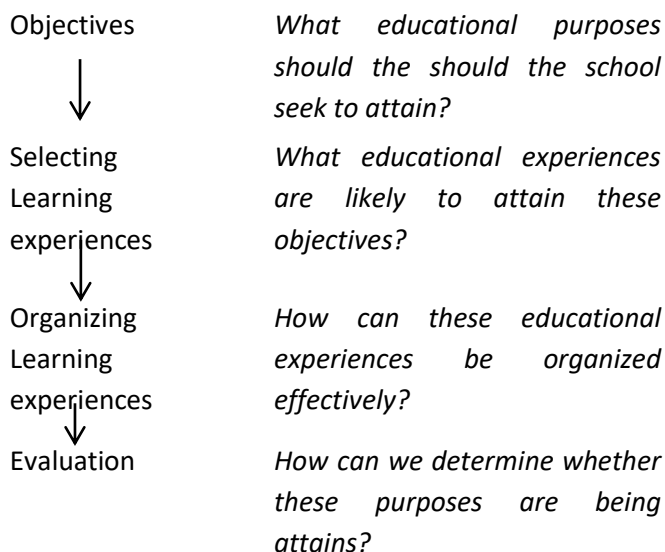 Objectives What educational purposes
should the should the school
seek to attain?
Selecting What educational experiences
Learning are likely to attain these
experiences objectives?
Organizing How can these educational
Learning experiences be organized
experiences effectively?
Evaluation How can we determine whether
these purposes are being
attains?